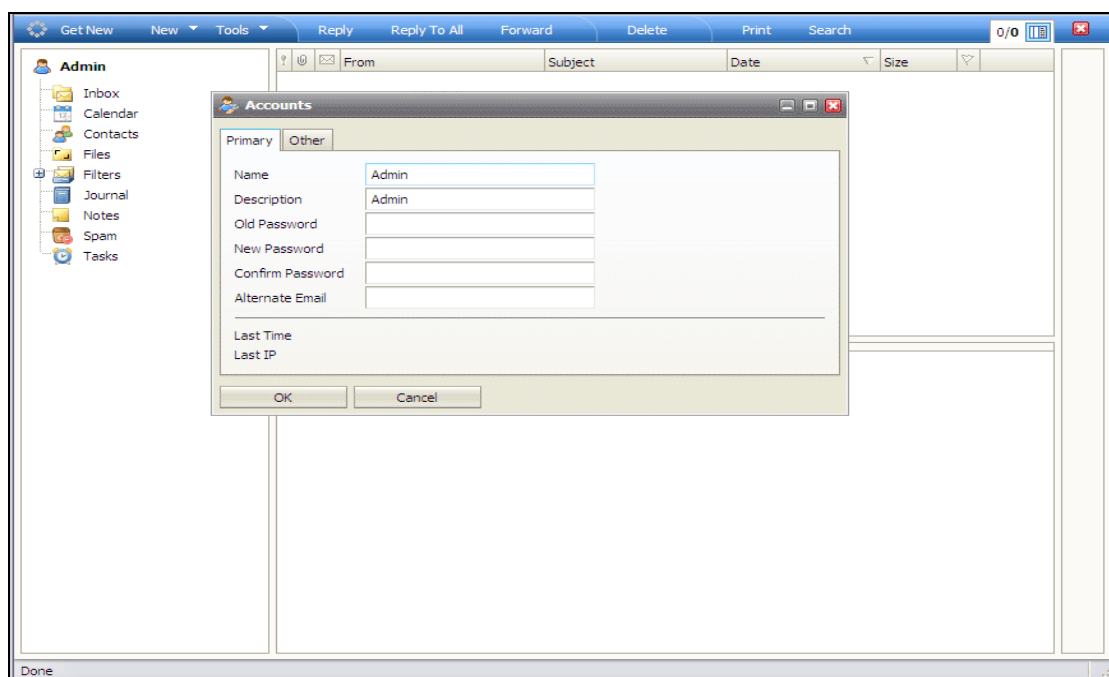 Get New New Tools Reply Reply To All Forward Delete Print Search 0/0
Admin
From Subject Date Size
Inbox
Calendar
Contacts
Files
Filters
Journal
Notes
Spam
Tasks
Accounts
Primary Other
Name Admin
Description Admin
Old Password
New Password
Confirm Password
Alternate Email
Last Time
Last IP
OK Cancel
Done